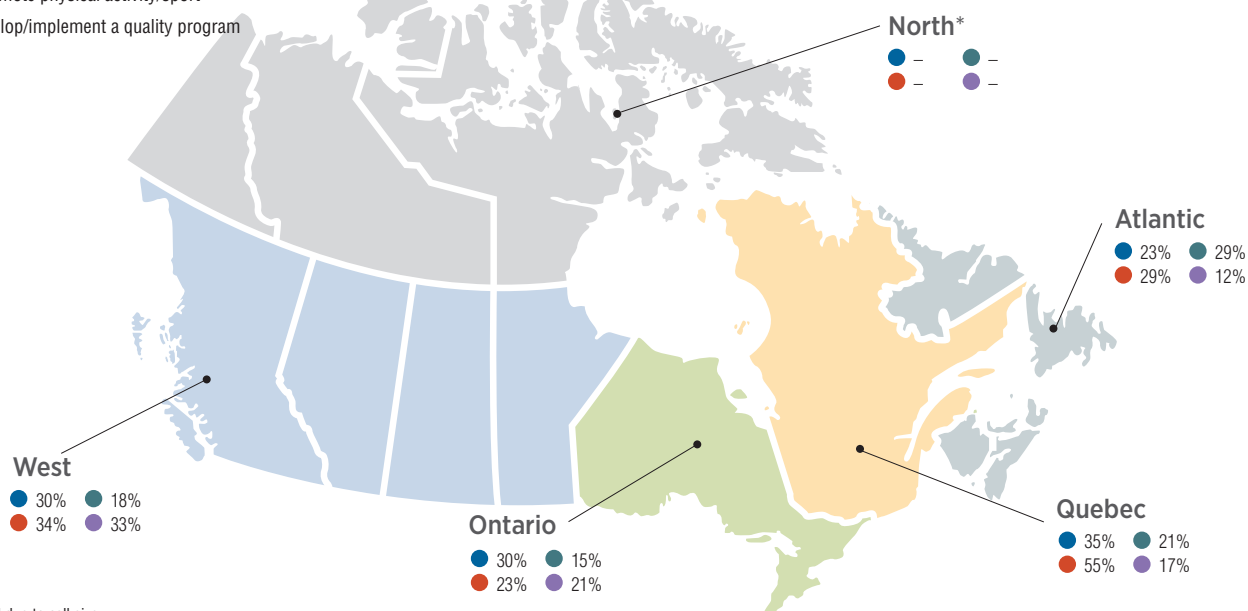 lop/implement a quality program
North*
– –
– –
Atlantic
23% 29%
29% 12%
West
30% 18%
34% 33%
Ontario
30% 15%
23% 21%
Quebec
35% 21%
55% 17%